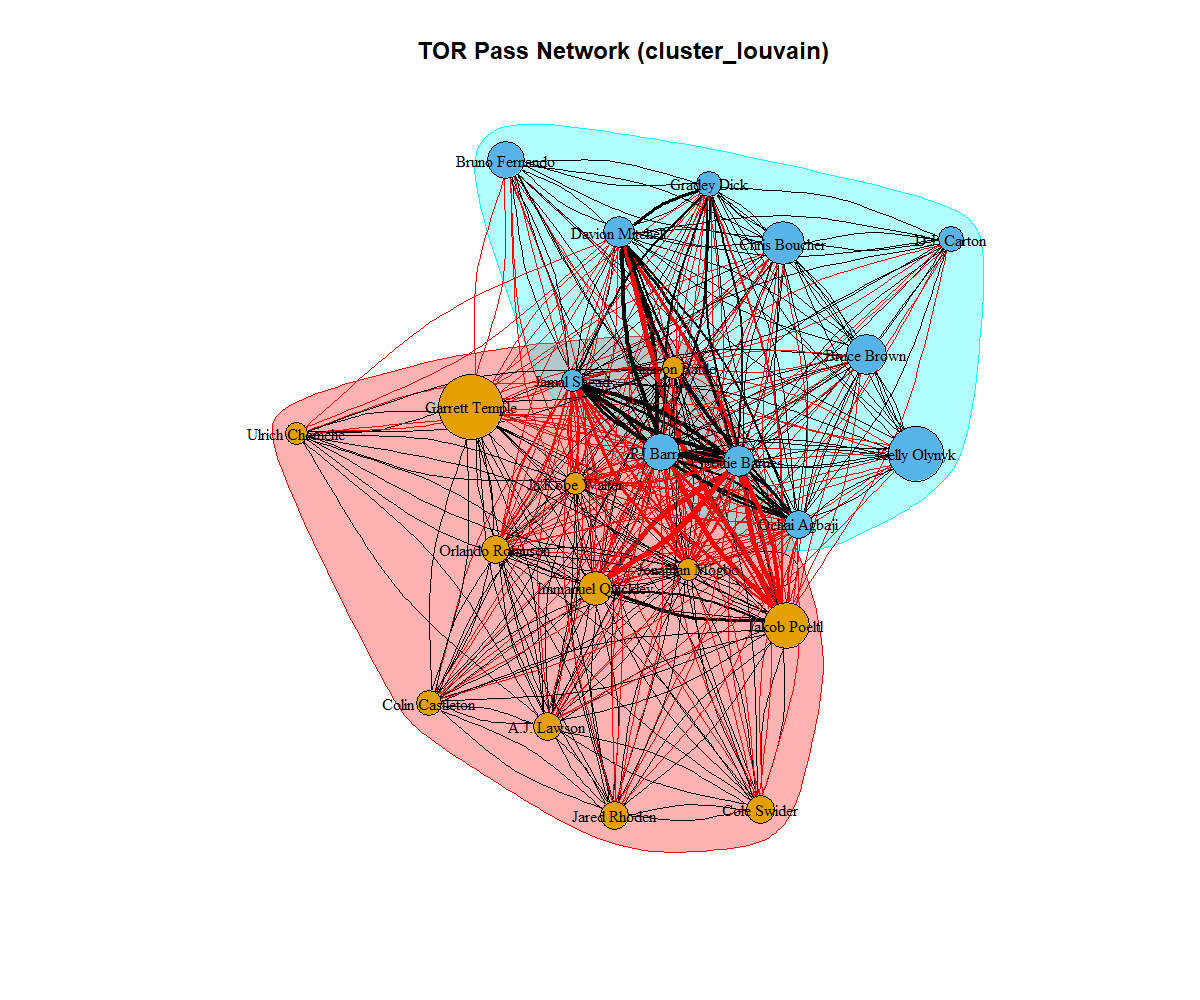 TOR Pass Network (cluster_louvain)
Bruno Fernando
Gradey Dick
Davion Mitchell
Chris Boucher
D.J. Carton
Bruce Brown
Jamal Shead
Garrett Temple
Ulrich Chomche
RJ Barrett
Scottie Barnes
Kelly Olynyk
Ja'Kobe Walter
Ochai Agbaji
Orlando Robinson
Jonathan Mogbo
Immanuel Quickley
Jakob Poeltl
Colin Castleton
A.J. Lawson
Cole Swider
Jared Rhoden